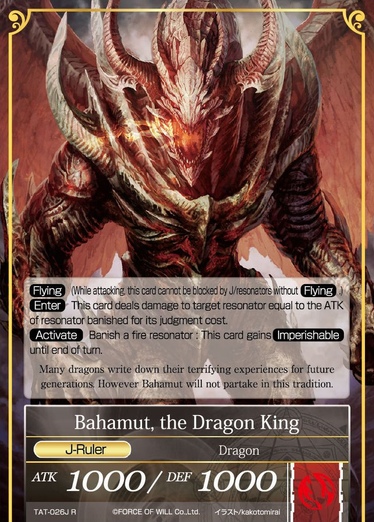 Flying (While attacking, this card cannot be blocked by J/resonators without Flying.)
Enter This card deals damage to target resonator equal to the ATK
of resonator banished for its judgment cost.
Activate Banish a fire resonator : This card gains Imperishable
until end of turn.
Many dragons write down their terrifying experiences for future
generations. However Bahamut will not partake in this tradition.
Bahamut, the Dragon King
J-Ruler Dragon
ATK 1000 / DEF 1000
TAT-026J R ©FORCE OF WILL Co.,Ltd. イラスト/kakotomirai